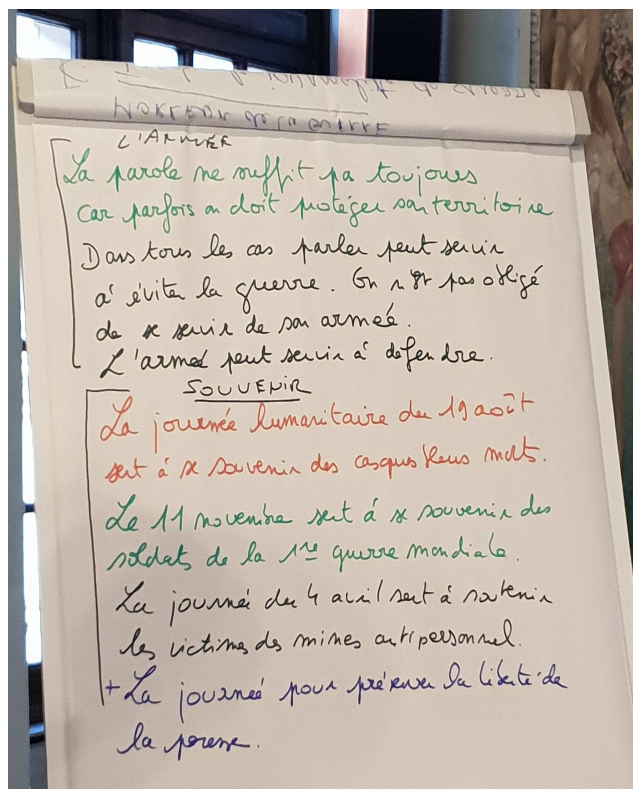 L'ARMÉE
La parole ne suffit pa toujours
car parfois on doit protéger son territoire
Dans tous les cas parler peut servir
à éviter la guerre. On n'est pas obligé
de se servir de son armée.
L'armée peut servir à défendre.
SOUVENIR
La journée humanitaire du 19 août
sert à se souvenir des casques bleus morts.
Le 11 novembre sert à se souvenir des
soldats de la 1re guerre mondiale.
La journée du 4 avril sert à soutenir
les victimes des mines antipersonnel.
+ La journée pour préserver la liberté de
la presse.